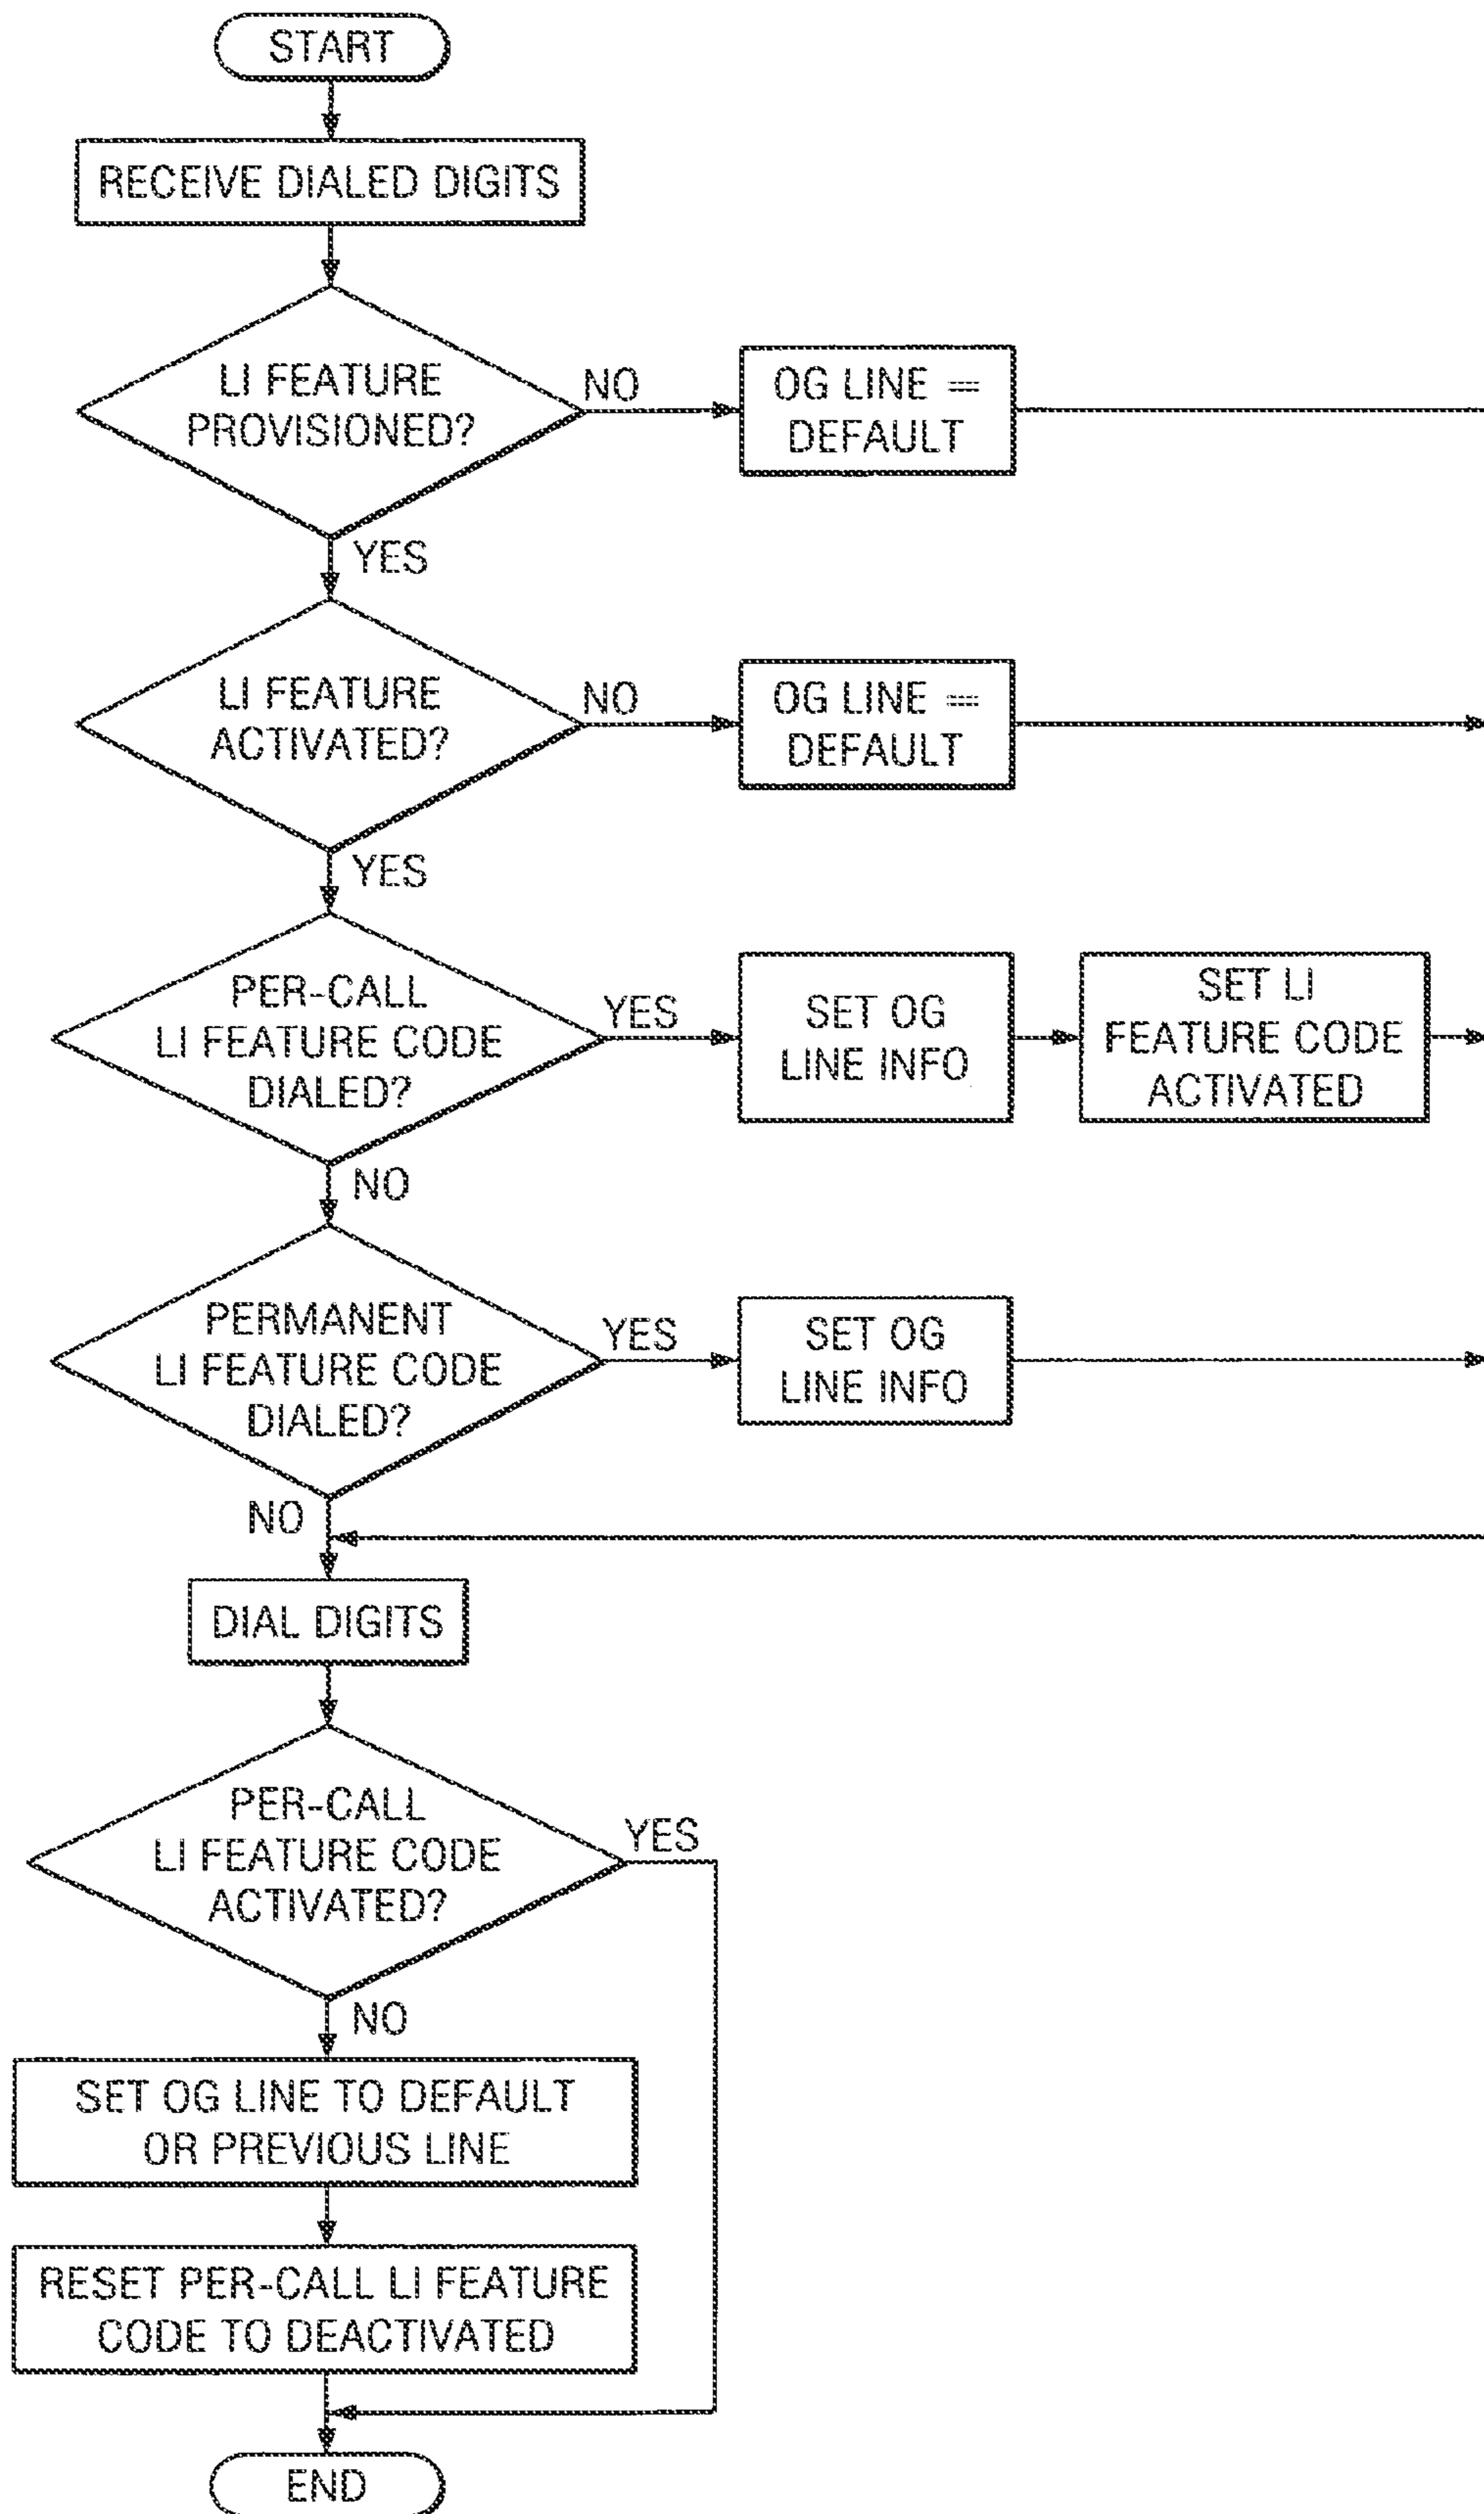 START
RECEIVE DIALED DIGITS
LI FEATURE
PROVISIONED?
NO
OG LINE =
DEFAULT
YES
LI FEATURE
ACTIVATED?
NO
OG LINE =
DEFAULT
YES
PER-CALL
LI FEATURE CODE
DIALED?
YES
SET OG
LINE INFO
SET LI
FEATURE CODE
ACTIVATED
NO
PERMANENT
LI FEATURE CODE
DIALED?
YES
SET OG
LINE INFO
NO
DIAL DIGITS
PER-CALL
LI FEATURE CODE
ACTIVATED?
YES
NO
SET OG LINE TO DEFAULT
OR PREVIOUS LINE
RESET PER-CALL LI FEATURE
CODE TO DEACTIVATED
END